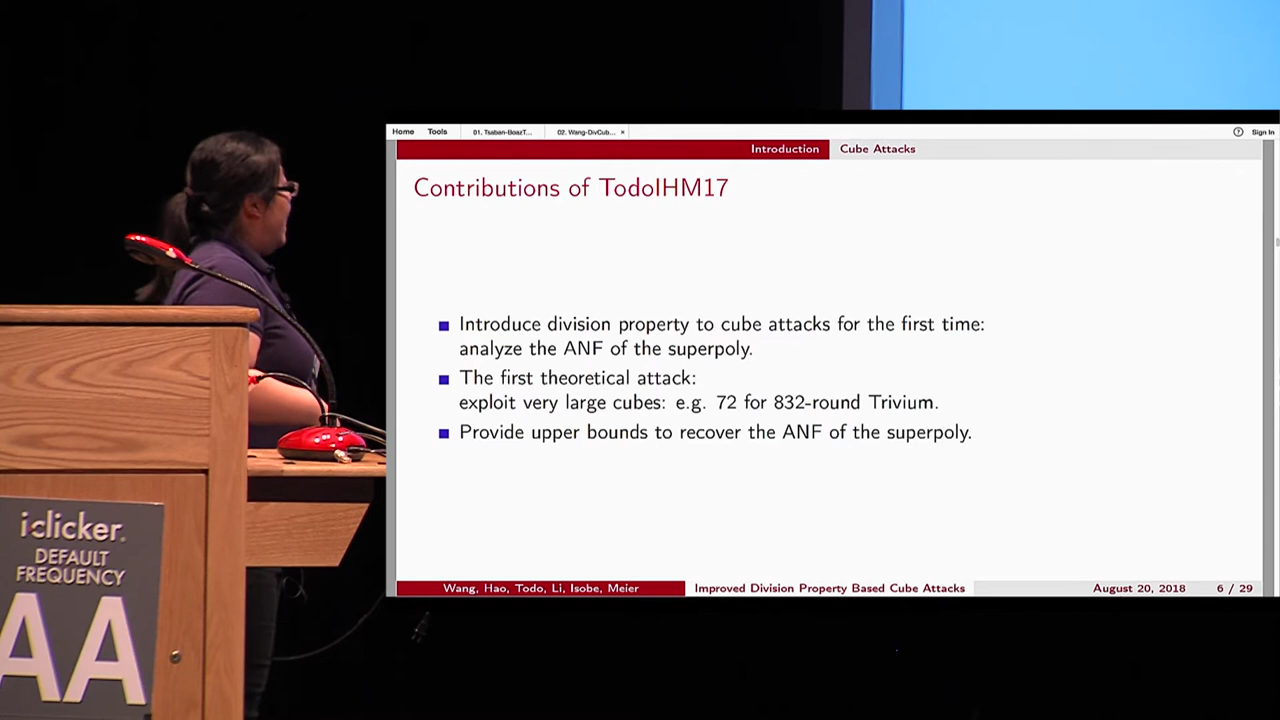 Home Tools 01. Tsaban-BoazT... 02. Wang-DivCub... × ? Sign In
Introduction Cube Attacks
Contributions of TodoIHM17
Introduce division property to cube attacks for the first time:
analyze the ANF of the superpoly.
The first theoretical attack:
exploit very large cubes: e.g. 72 for 832-round Trivium.
Provide upper bounds to recover the ANF of the superpoly.
Wang, Hao, Todo, Li, Isobe, Meier Improved Division Property Based Cube Attacks August 20, 2018 6 / 29
iclicker.
DEFAULT
FREQUENCY
AA